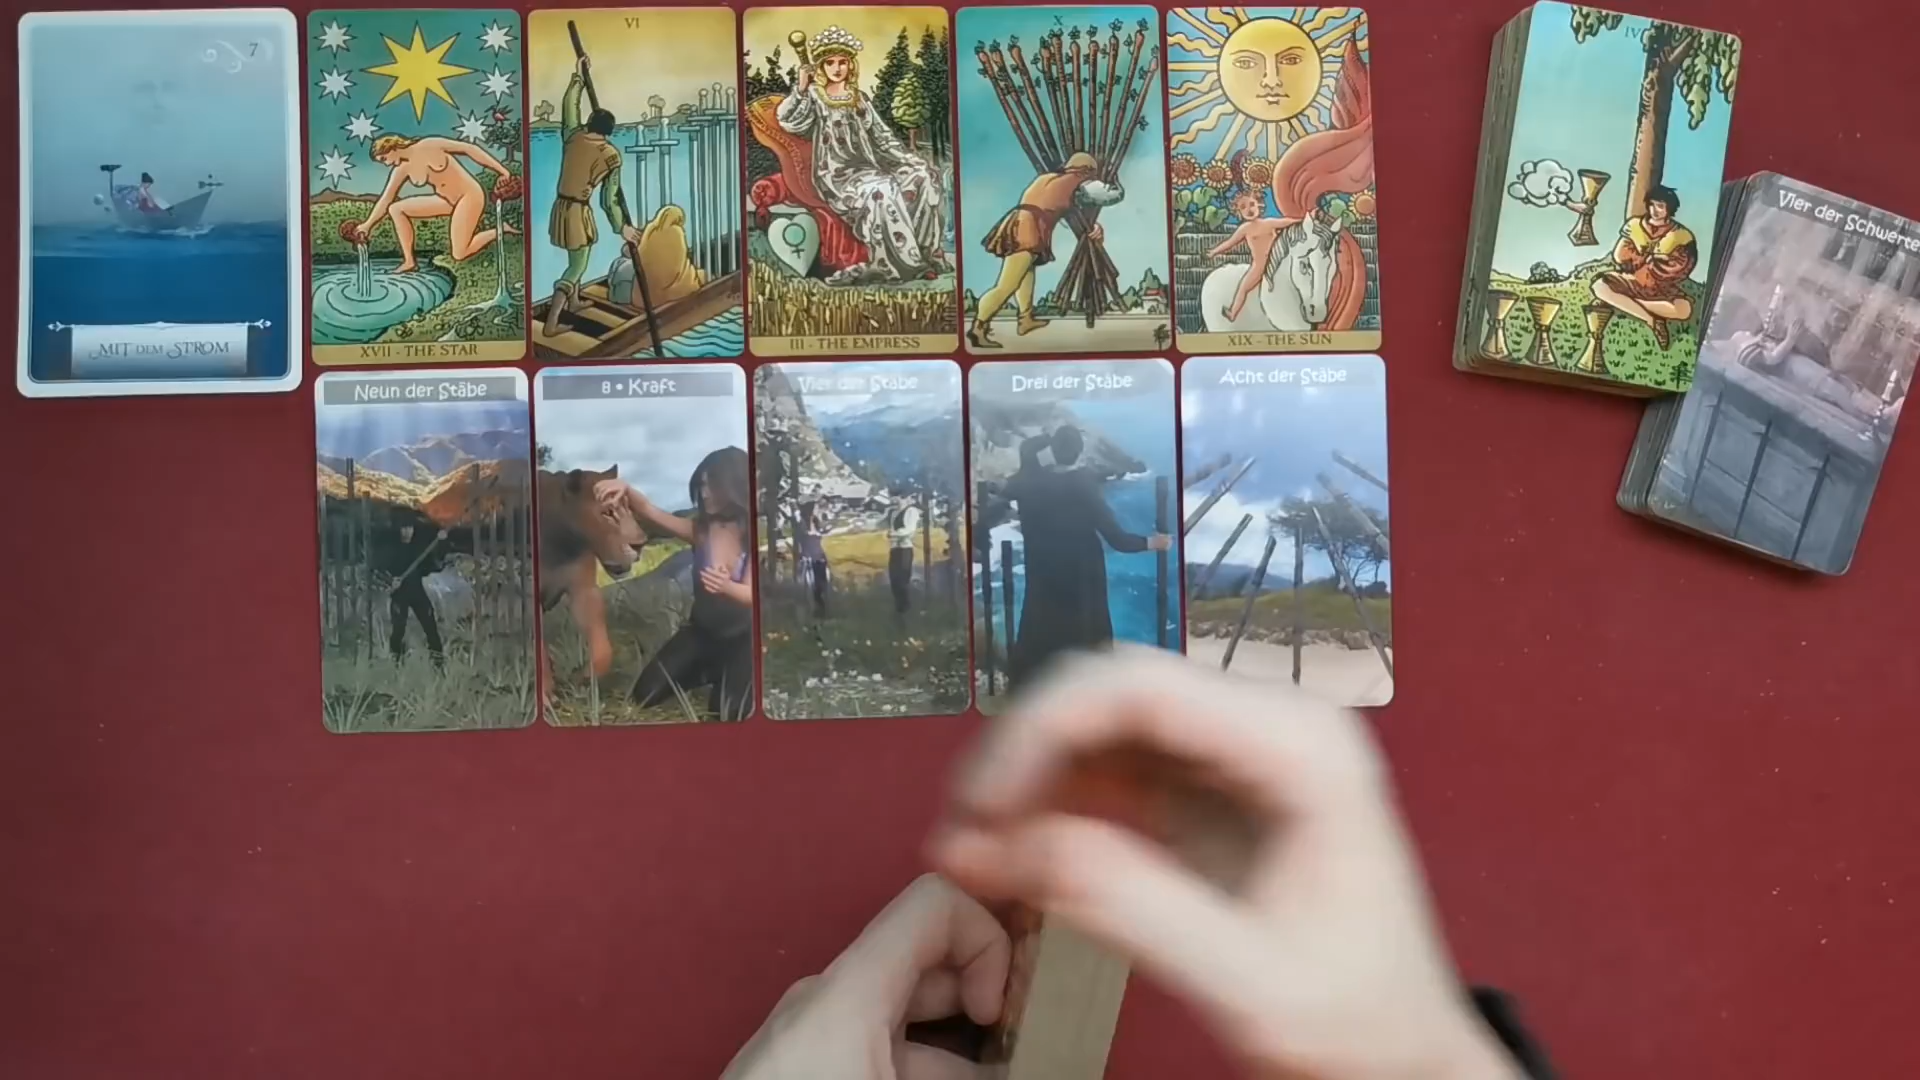 7
MIT DEM STROM
XVII - THE STAR
VI
III - THE EMPRESS
X
XIX - THE SUN
IV
Vier der Schwerter
Neun der Stäbe
8 • Kraft
Vier der Stäbe
Drei der Stäbe
Acht der Stäbe